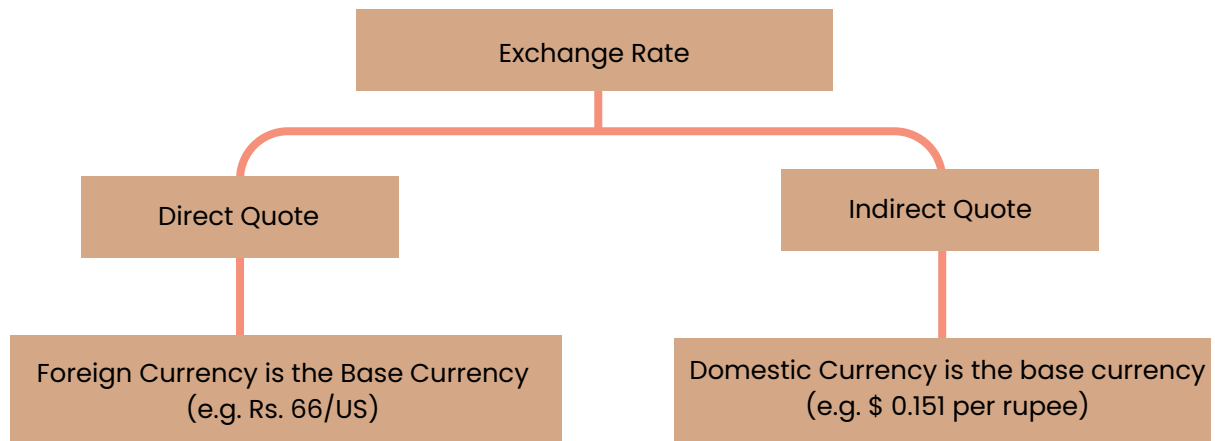 Exchange Rate
Direct Quote
Indirect Quote
Foreign Currency is the Base Currency
(e.g. Rs. 66/US)
Domestic Currency is the base currency
(e.g. $ 0.151 per rupee)